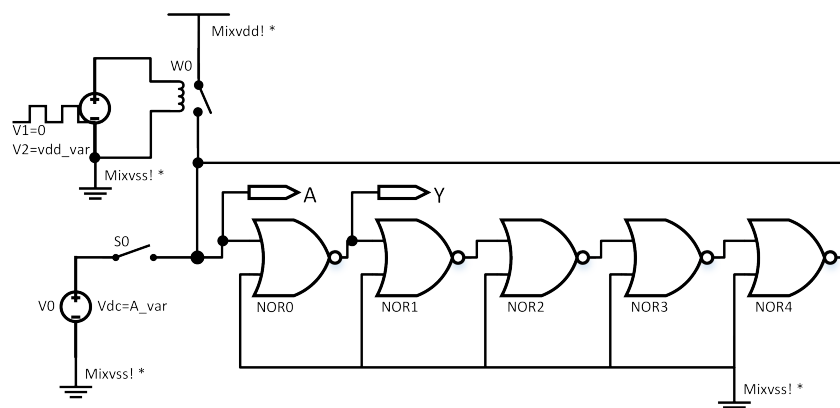 Mixvdd! *
W0
V1=0
V2=vdd_var
Mixvss! *
A
Y
S0
NOR0
NOR1
NOR2
NOR3
NOR4
V0
Vdc=A_var
Mixvss! *
Mixvss! *